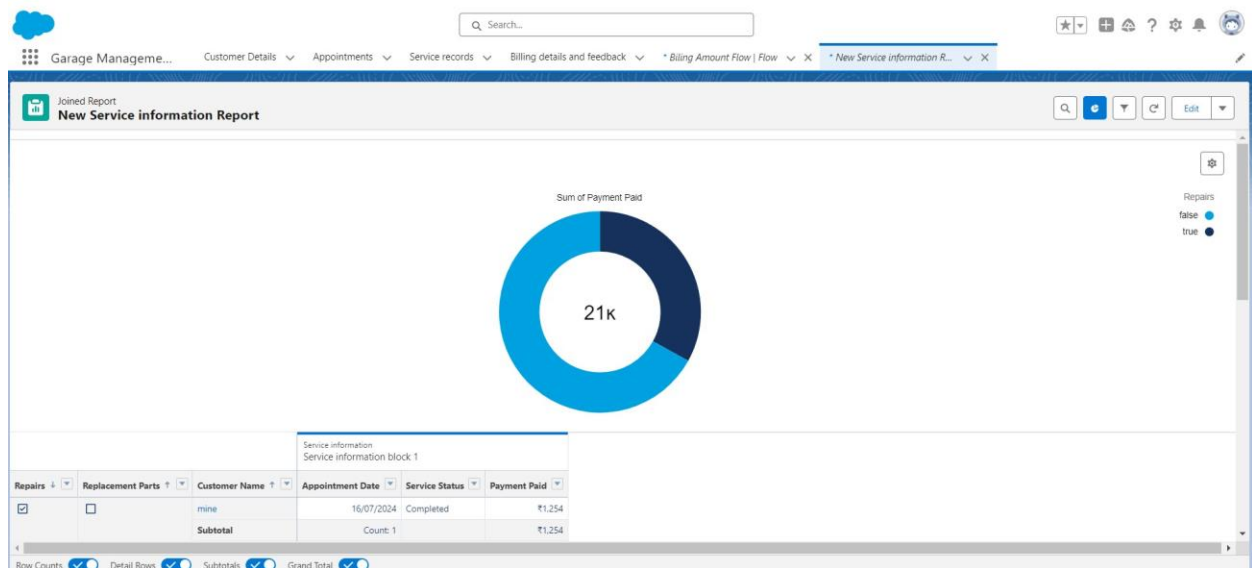 Search...
Garage Manageme...
Customer Details
Appointments
Service records
Billing details and feedback
* Biling Amount Flow | Flow
* New Service information R...
Joined Report
New Service information Report
Edit
Sum of Payment Paid
Repairs
false
true
21K
Service information
Service information block 1
Repairs
Replacement Parts
Customer Name
Appointment Date
Service Status
Payment Paid
mine
16/07/2024
Completed
₹1,254
Subtotal
Count: 1
₹1,254
Row Counts
Detail Rows
Subtotals
Grand Total